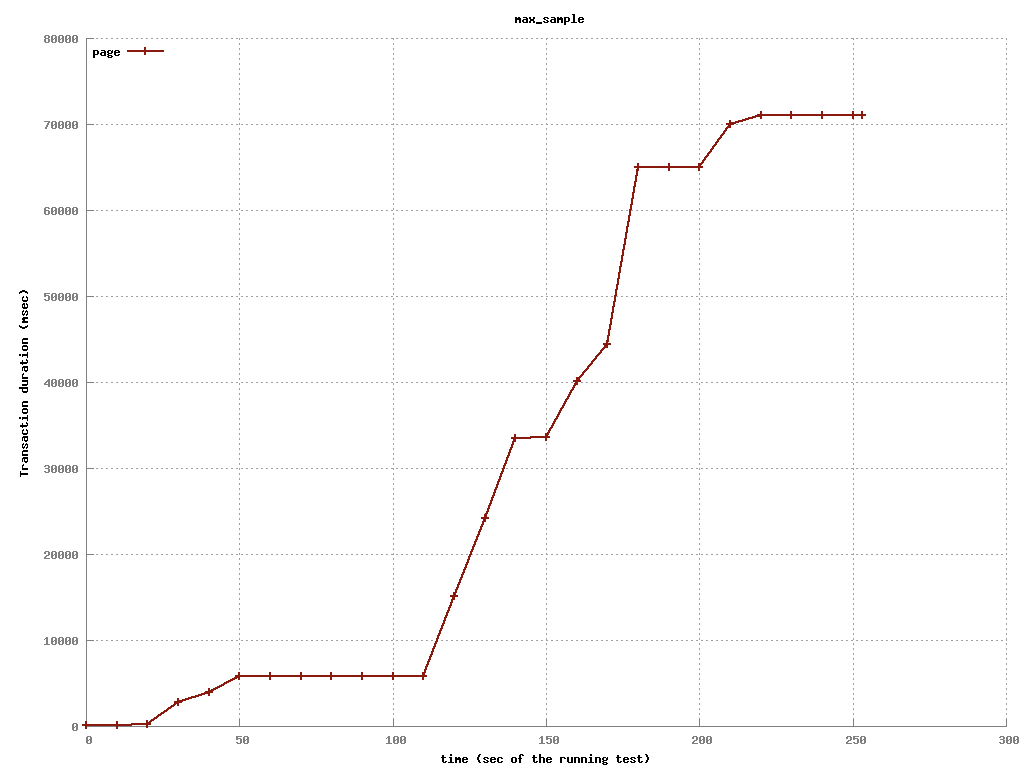 max_sample
page
80000
70000
60000
50000
40000
30000
20000
10000
0
Transaction duration (msec)
0 50 100 150 200 250 300
time (sec of the running test)